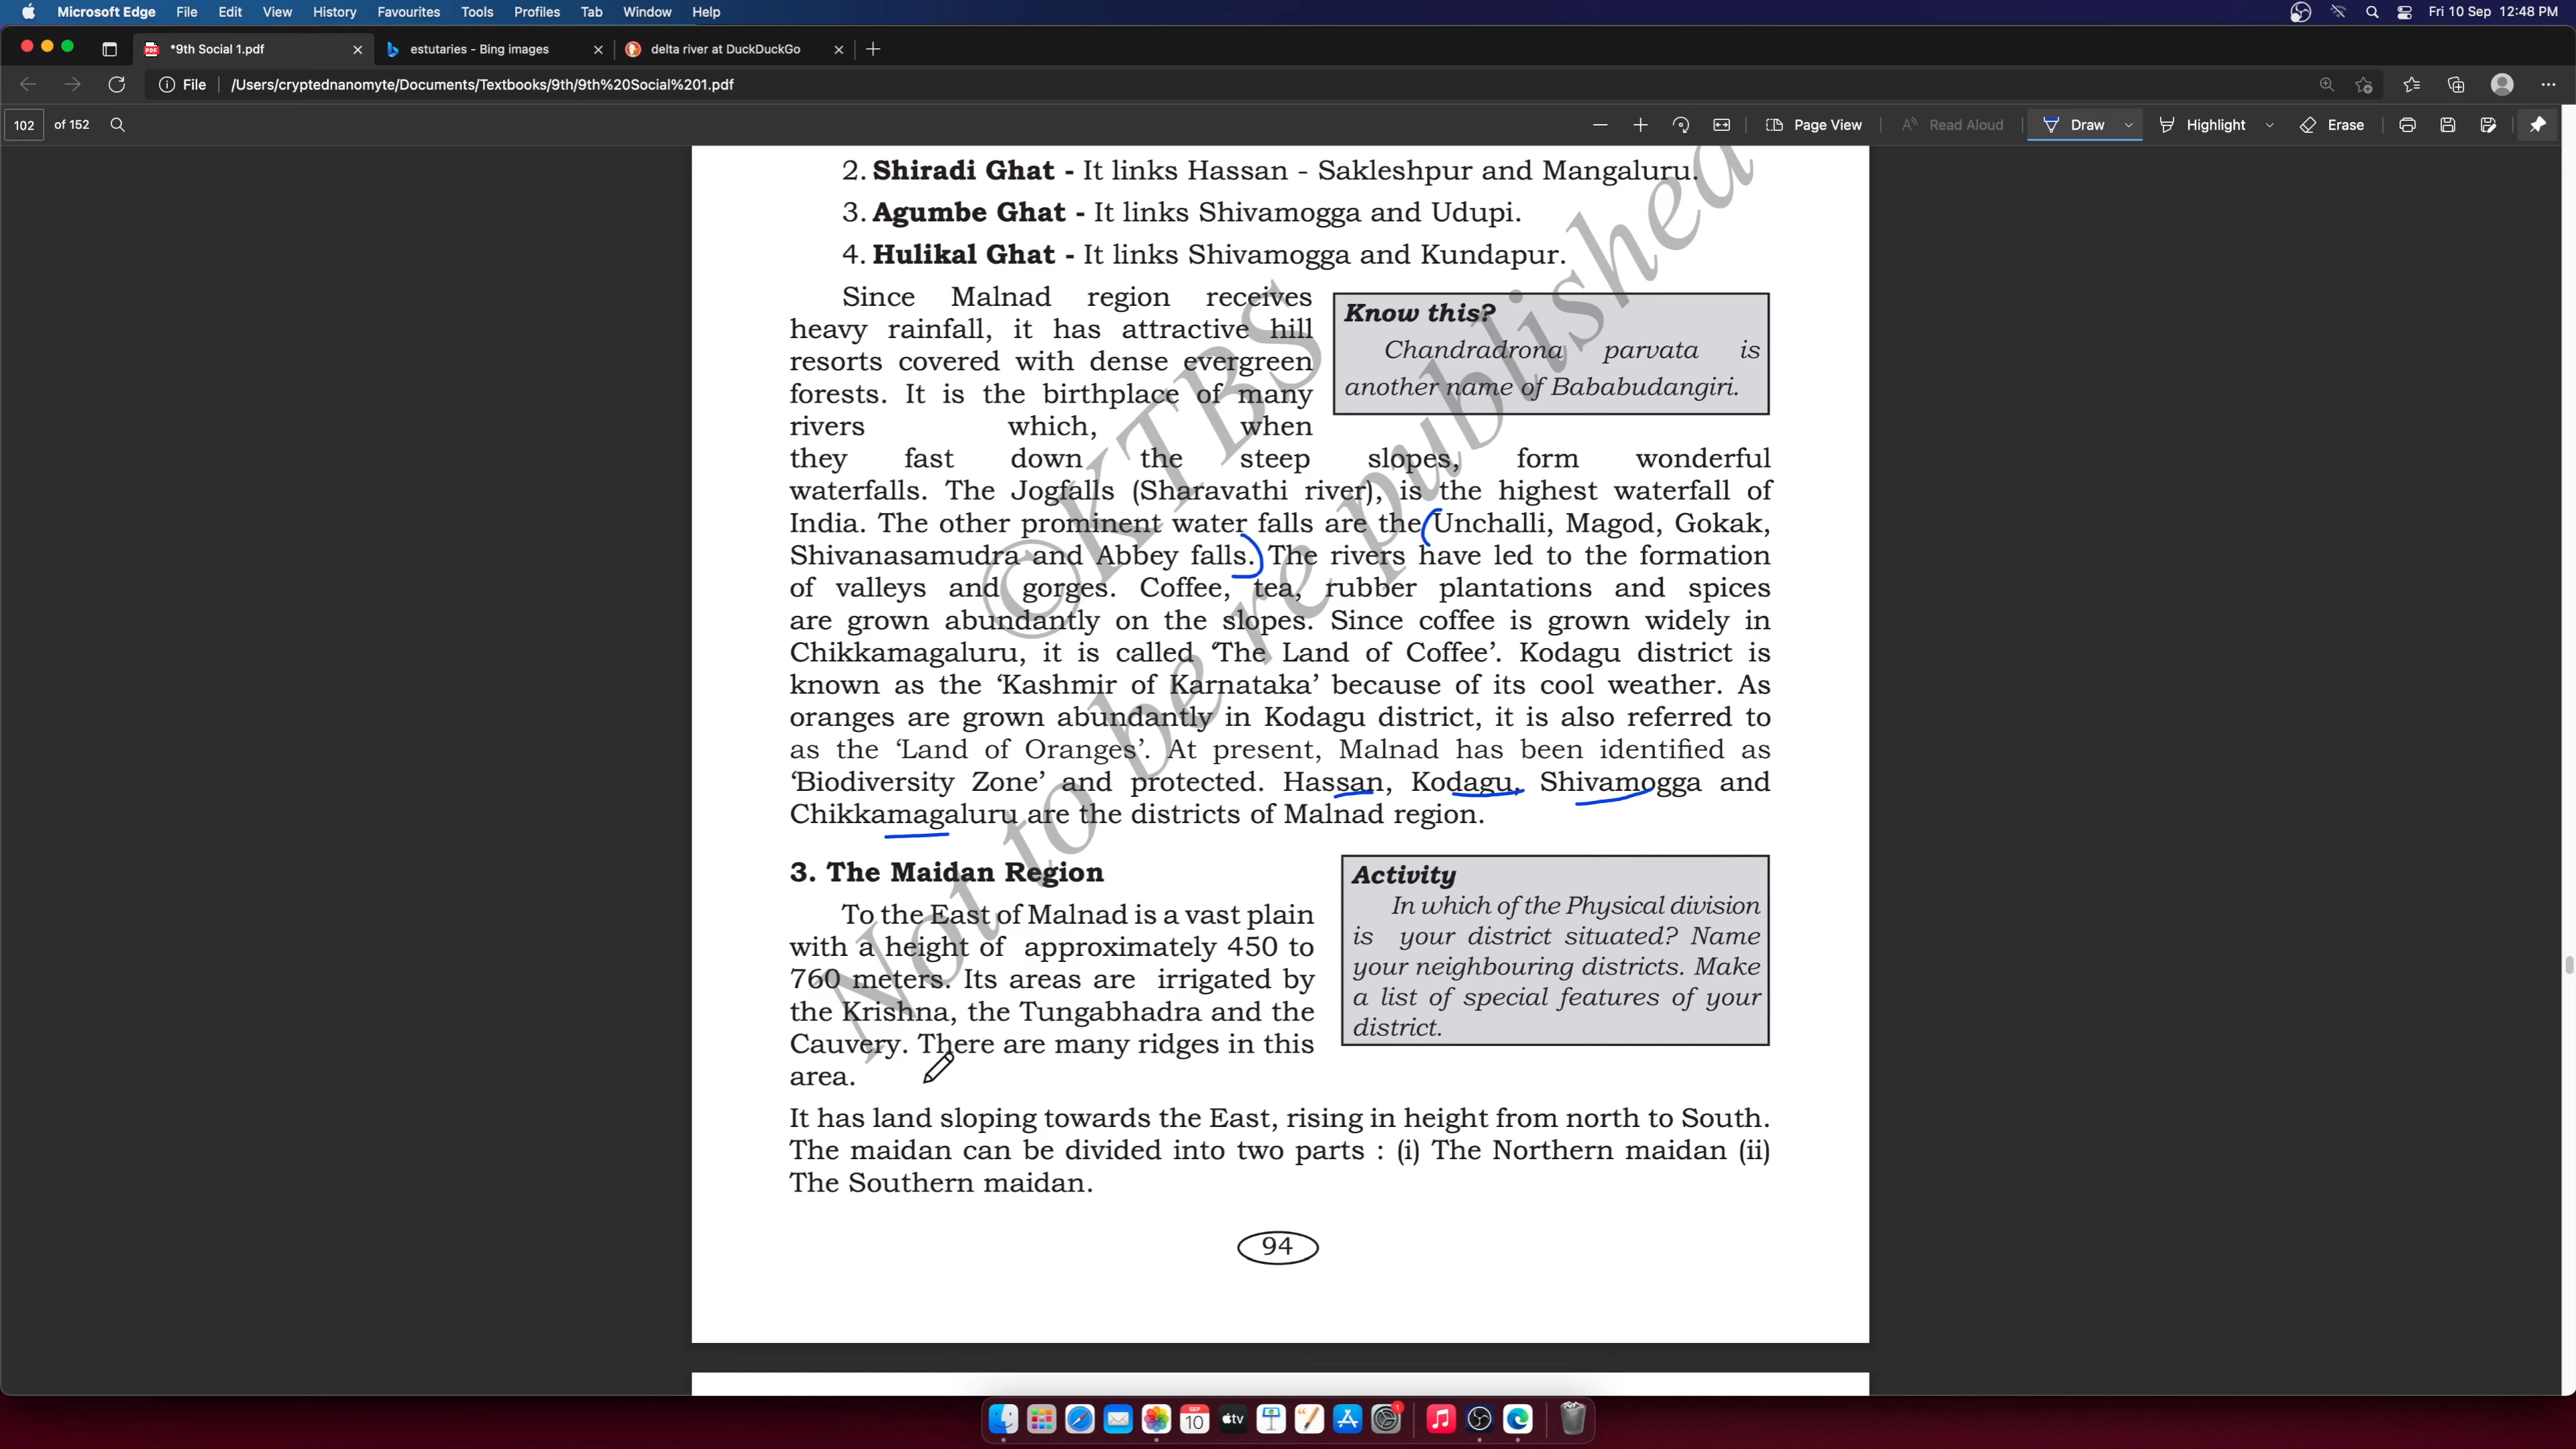 Microsoft Edge File Edit View History Favourites Tools Profiles Tab Window Help Fri 10 Sep 12:48 PM
*9th Social 1.pdf estutaries - Bing images delta river at DuckDuckGo
File /Users/cryptednanomyte/Documents/Textbooks/9th/9th%20Social%201.pdf
102 of 152 Page View Read Aloud Draw Highlight Erase
2. Shiradi Ghat - It links Hassan - Sakleshpur and Mangaluru.
3. Agumbe Ghat - It links Shivamogga and Udupi.
4. Hulikal Ghat - It links Shivamogga and Kundapur.
Since Malnad region receives
heavy rainfall, it has attractive hill
resorts covered with dense evergreen
forests. It is the birthplace of many
rivers which, when
Know this?
Chandradrona parvata is
another name of Bababudangiri.
they fast down the steep slopes, form wonderful
waterfalls. The Jogfalls (Sharavathi river), is the highest waterfall of
India. The other prominent water falls are the Unchalli, Magod, Gokak,
Shivanasamudra and Abbey falls. The rivers have led to the formation
of valleys and gorges. Coffee, tea, rubber plantations and spices
are grown abundantly on the slopes. Since coffee is grown widely in
Chikkamagaluru, it is called ‘The Land of Coffee’. Kodagu district is
known as the ‘Kashmir of Karnataka’ because of its cool weather. As
oranges are grown abundantly in Kodagu district, it is also referred to
as the ‘Land of Oranges’. At present, Malnad has been identified as
‘Biodiversity Zone’ and protected. Hassan, Kodagu, Shivamogga and
Chikkamagaluru are the districts of Malnad region.
3. The Maidan Region
To the East of Malnad is a vast plain
with a height of approximately 450 to
760 meters. Its areas are irrigated by
the Krishna, the Tungabhadra and the
Cauvery. There are many ridges in this
area.
Activity
In which of the Physical division
is your district situated? Name
your neighbouring districts. Make
a list of special features of your
district.
It has land sloping towards the East, rising in height from north to South.
The maidan can be divided into two parts : (i) The Northern maidan (ii)
The Southern maidan.
94
©KTBS
Not to be re published
SEP
10
tv
1